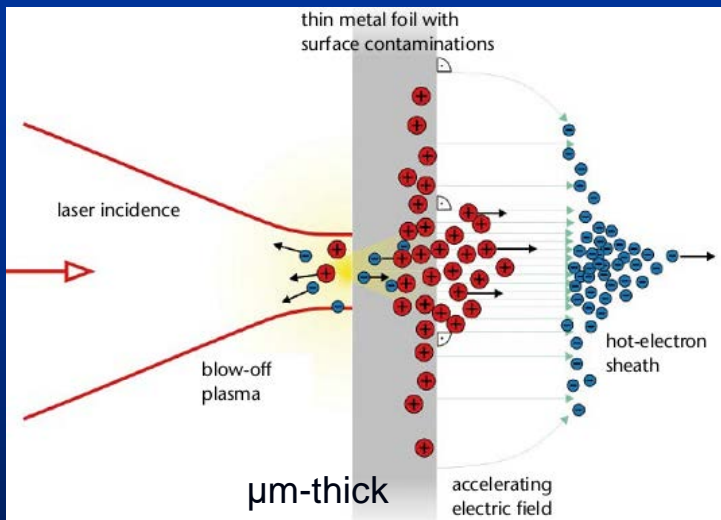 thin metal foil with
surface contaminations
laser incidence
blow-off
plasma
hot-electron
sheath
µm-thick
accelerating
electric field